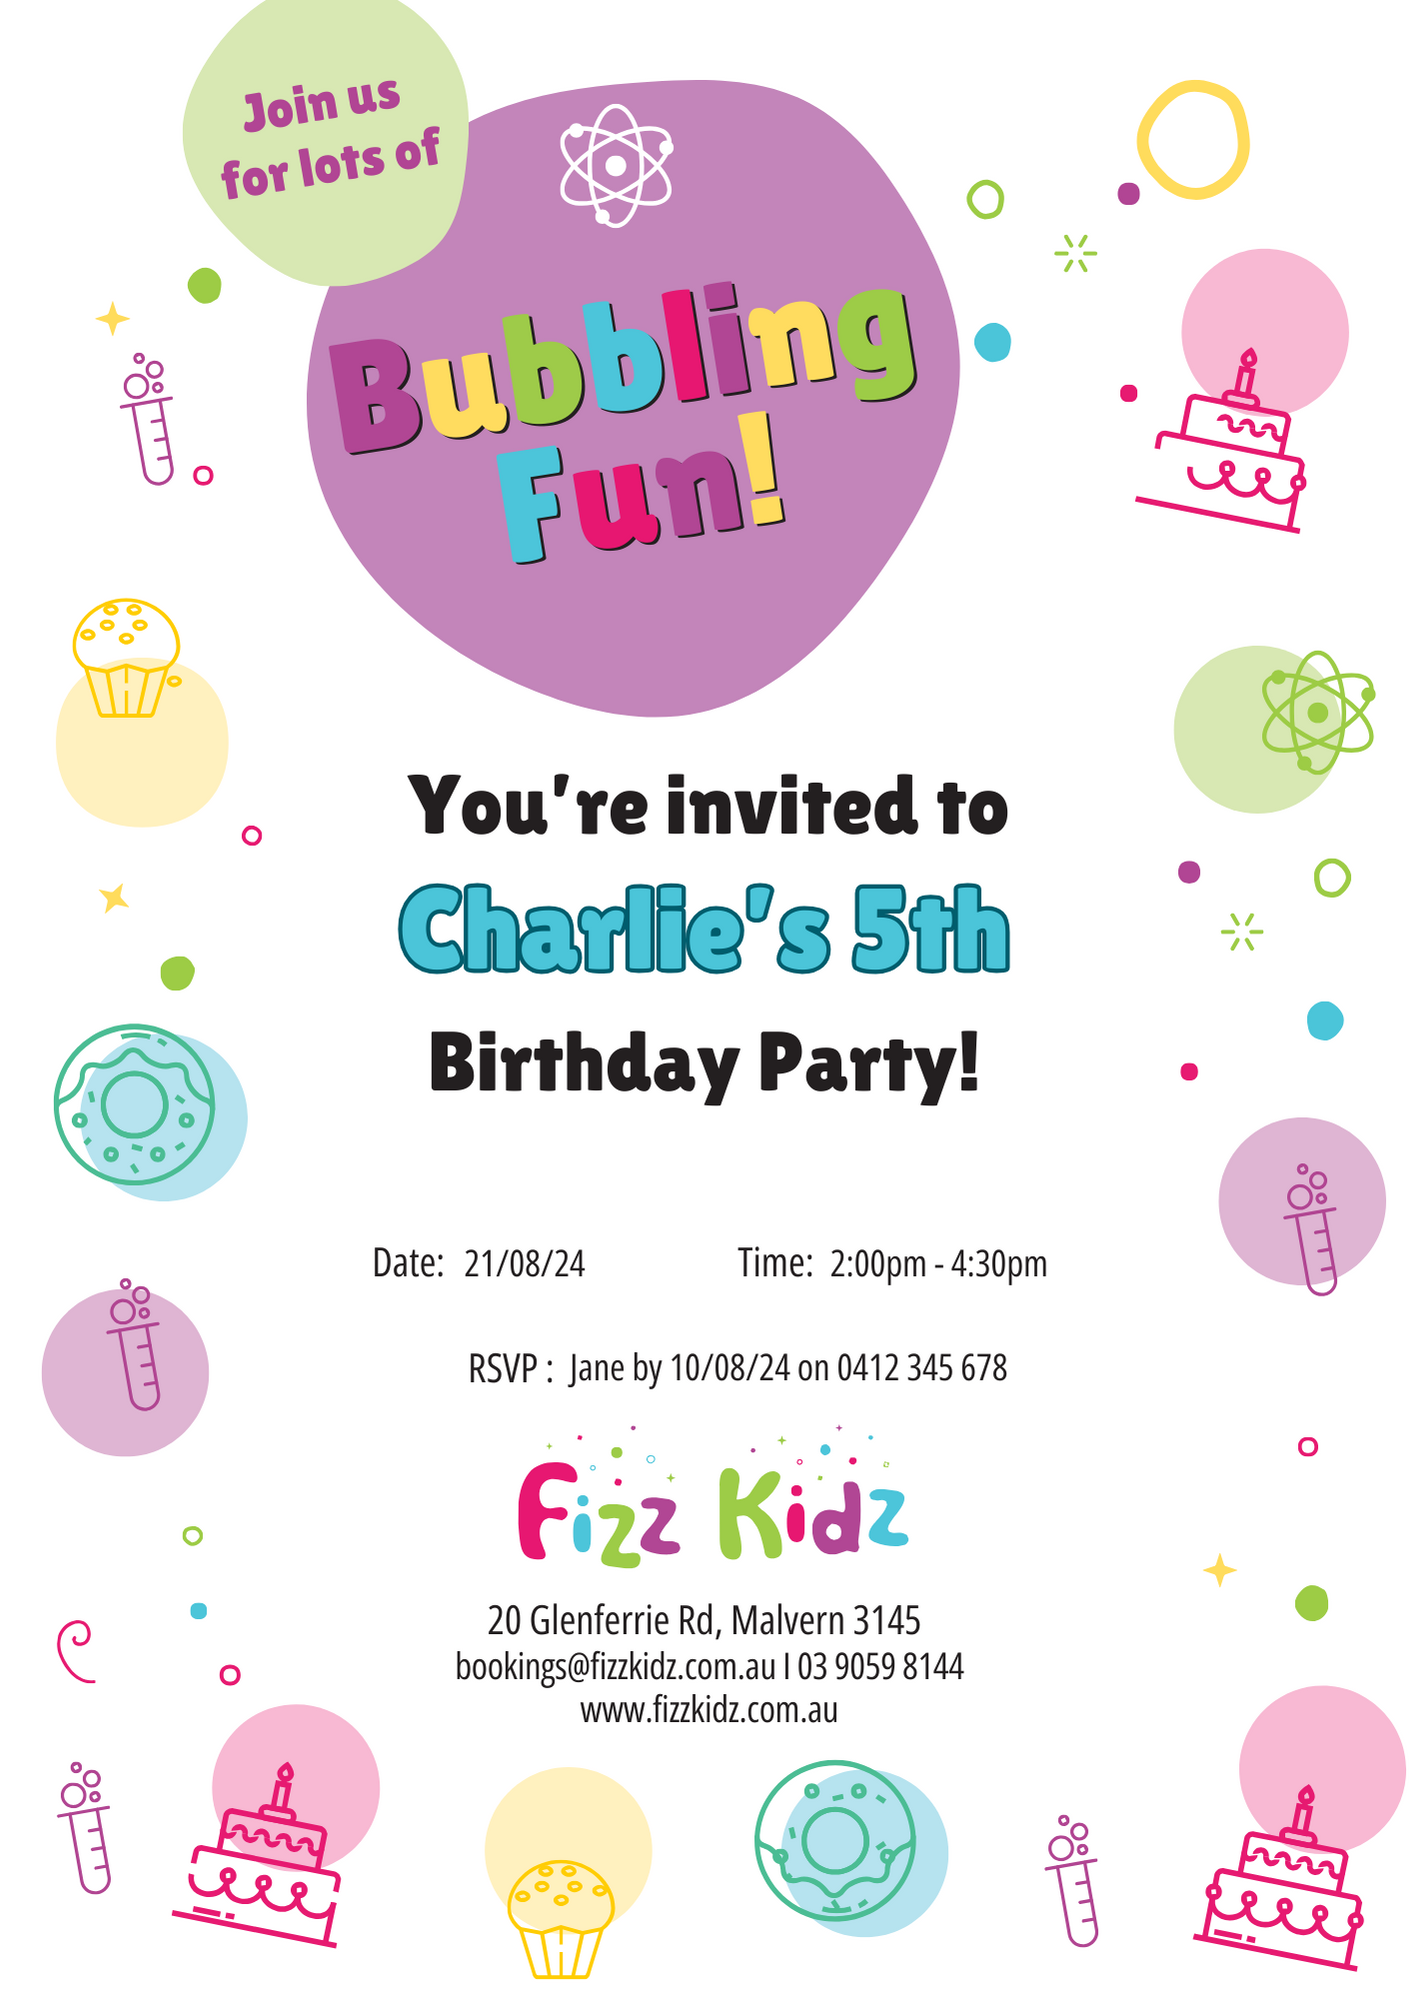 Join us
for lots of
Bubbling
Fun!
You're invited to
Charlie's 5th
Birthday Party!
Date: 21/08/24 Time: 2:00pm - 4:30pm
RSVP : Jane by 10/08/24 on 0412 345 678
Fizz Kidz
20 Glenferrie Rd, Malvern 3145
bookings@fizzkidz.com.au I 03 9059 8144
www.fizzkidz.com.au